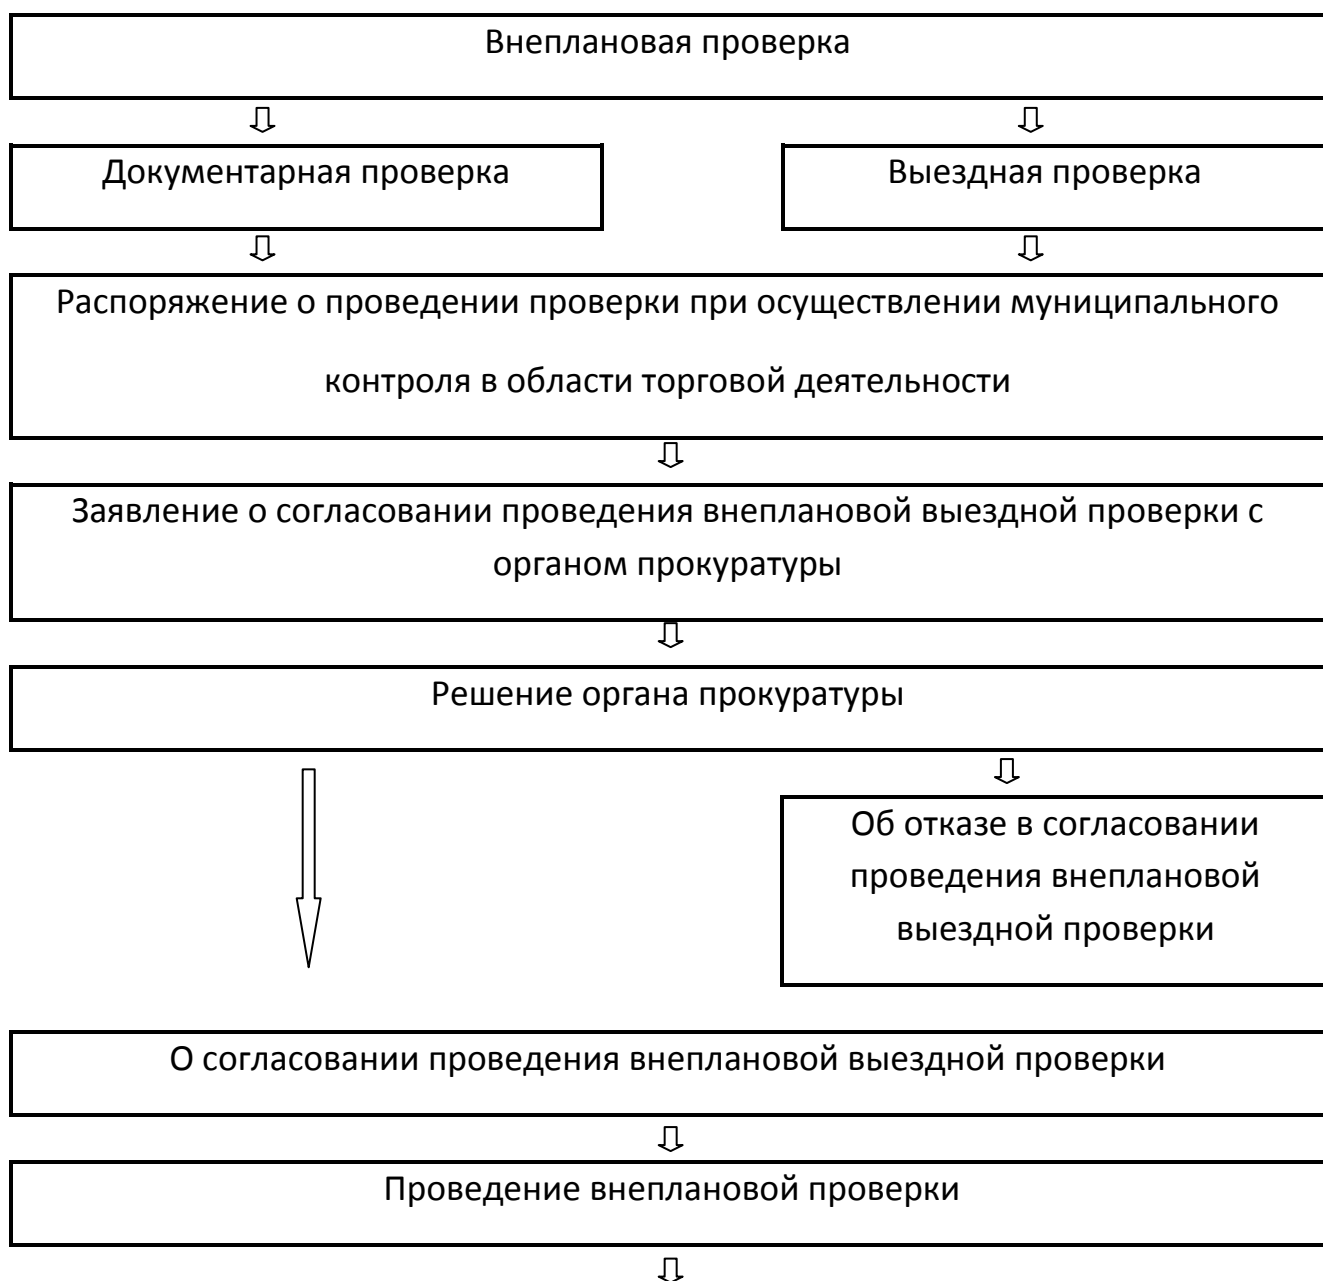 Внеплановая проверка
Документарная проверка
Выездная проверка
Распоряжение о проведении проверки при осуществлении муниципального
контроля в области торговой деятельности
Заявление о согласовании проведения внеплановой выездной проверки с
органом прокуратуры
Решение органа прокуратуры
Об отказе в согласовании
проведения внеплановой
выездной проверки
О согласовании проведения внеплановой выездной проверки
Проведение внеплановой проверки